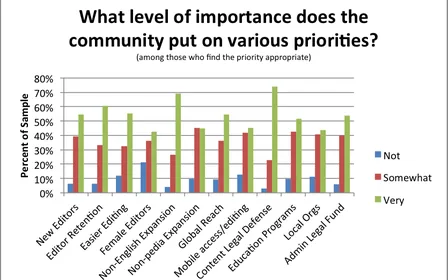 What level of importance does the
community put on various priorities?
(among those who find the priority appropriate)
80%
70%
60%
50%
40%
30%
20%
10%
0%
Percent of Sample
New Editors
Editor Retention
Easier Editing
Female Editors
Non-English Expansion
Non-pedia Expansion
Global Reach
Mobile access/editing
Content Legal Defense
Education Programs
Local Orgs
Admin Legal Fund
Not
Somewhat
Very